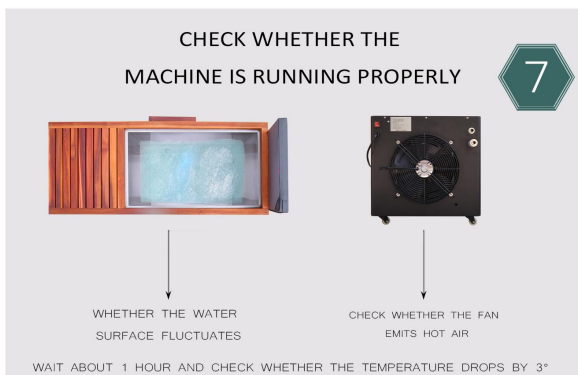 CHECK WHETHER THE
MACHINE IS RUNNING PROPERLY
7
WHETHER THE WATER
SURFACE FLUCTUATES
CHECK WHETHER THE FAN
EMITS HOT AIR
WAIT ABOUT 1 HOUR AND CHECK WHETHER THE TEMPERATURE DROPS BY 3°